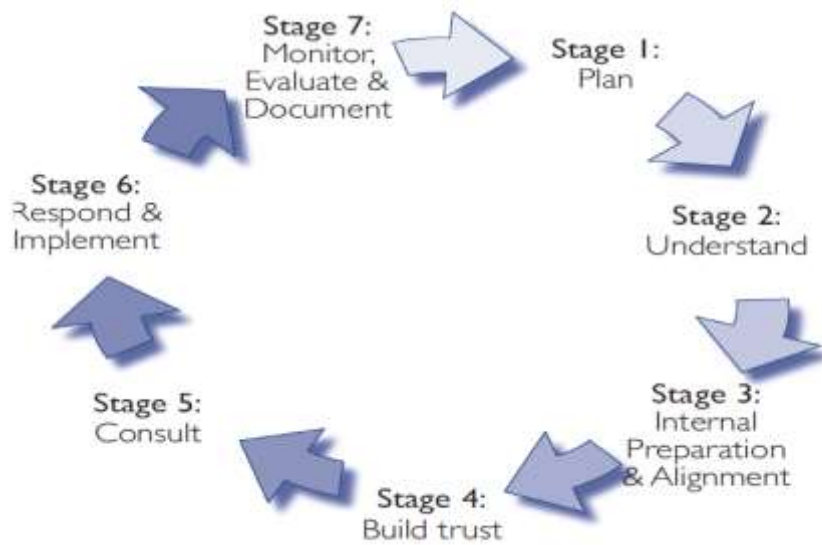 Stage 1:
Plan
Stage 2:
Understand
Stage 3:
Internal
Preparation
& Alignment
Stage 4:
Build trust
Stage 5:
Consult
Stage 6:
Respond &
Implement
Stage 7:
Monitor,
Evaluate &
Document